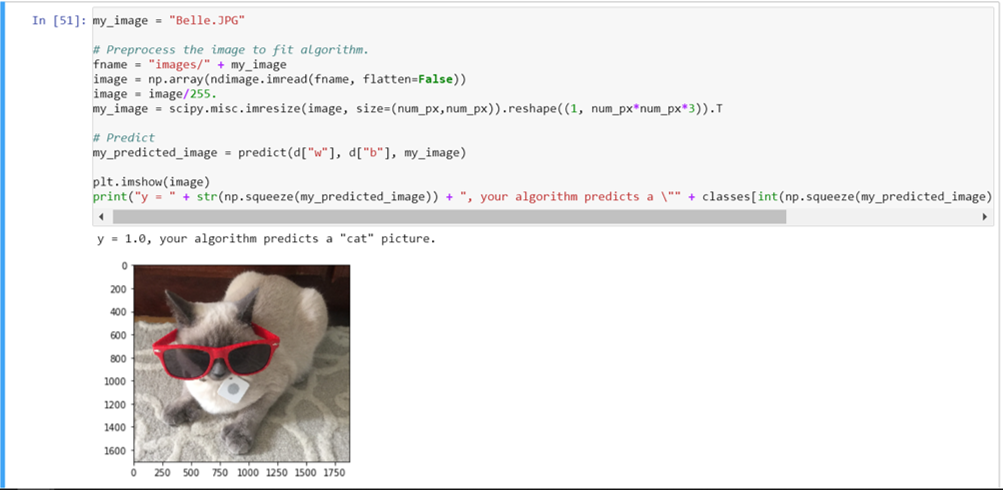 In [51]: my_image = "Belle.JPG"
# Preprocess the image to fit algorithm.
fname = "images/" + my_image
image = np.array(ndimage.imread(fname, flatten=False))
image = image/255.
my_image = scipy.misc.imresize(image, size=(num_px,num_px)).reshape((1, num_px*num_px*3)).T
# Predict
my_predicted_image = predict(d["w"], d["b"], my_image)
plt.imshow(image)
print("y = " + str(np.squeeze(my_predicted_image)) + ", your algorithm predicts a \"" + classes[int(np.squeeze(my_predicted_image)
y = 1.0, your algorithm predicts a "cat" picture.
0
200
400
600
800
1000
1200
1400
1600
0 250 500 750 1000 1250 1500 1750